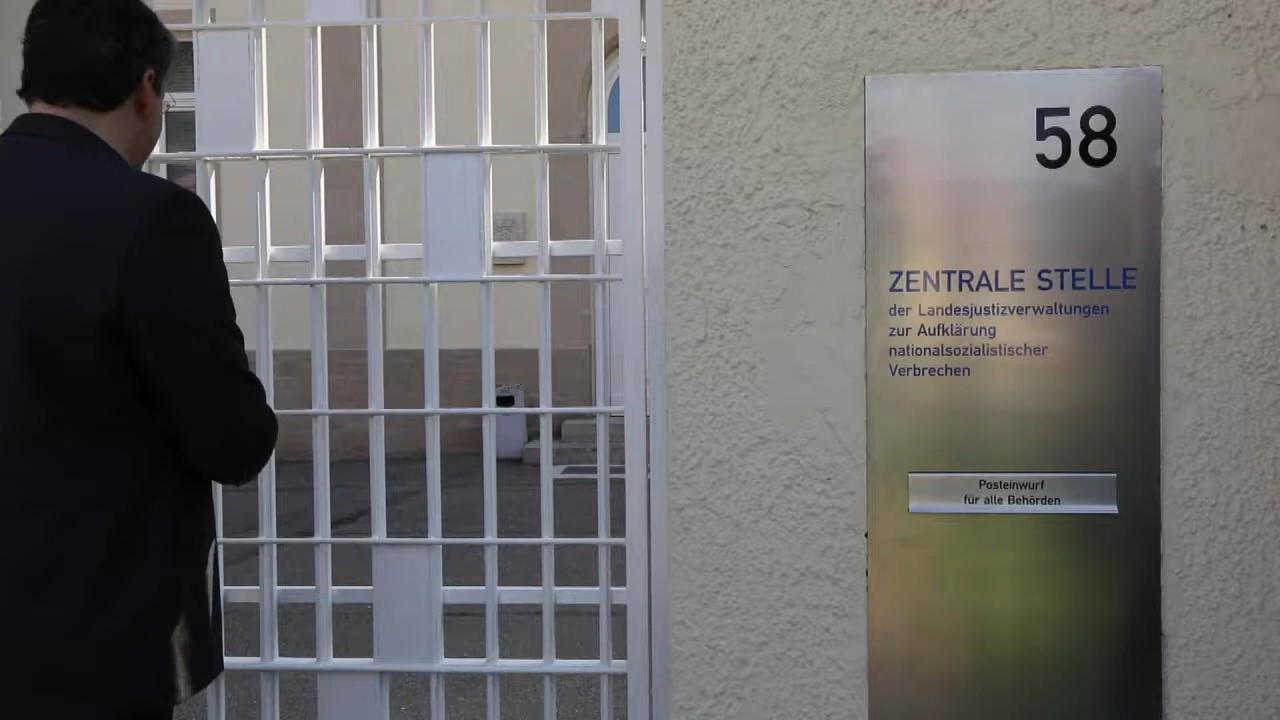 58
ZENTRALE STELLE
der Landesjustizverwaltungen
zur Aufklärung
nationalsozialistischer
Verbrechen
Posteinwurf
für alle Behörden